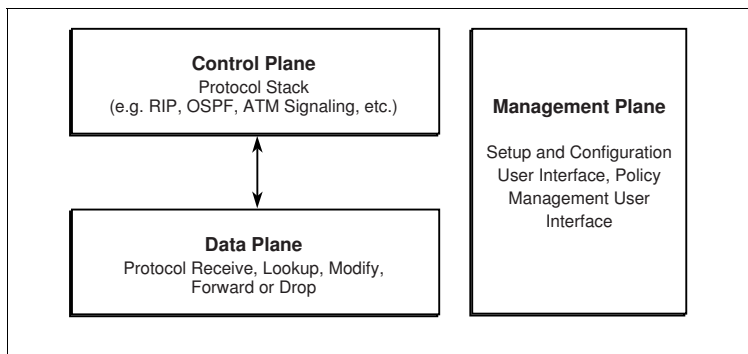 Control Plane
Protocol Stack
(e.g. RIP, OSPF, ATM Signaling, etc.)
Data Plane
Protocol Receive, Lookup, Modify,
Forward or Drop
Management Plane
Setup and Configuration
User Interface, Policy
Management User
Interface